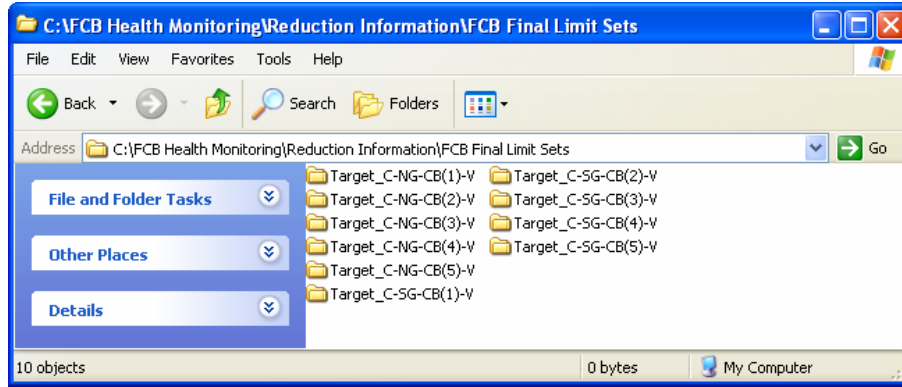 C:\FCB Health Monitoring\Reduction Information\FCB Final Limit Sets
File Edit View Favorites Tools Help
Back Search Folders
Address C:\FCB Health Monitoring\Reduction Information\FCB Final Limit Sets Go
File and Folder Tasks
Other Places
Details
Target_C-NG-CB(1)-V
Target_C-NG-CB(2)-V
Target_C-NG-CB(3)-V
Target_C-NG-CB(4)-V
Target_C-NG-CB(5)-V
Target_C-SG-CB(1)-V
Target_C-SG-CB(2)-V
Target_C-SG-CB(3)-V
Target_C-SG-CB(4)-V
Target_C-SG-CB(5)-V
10 objects 0 bytes My Computer